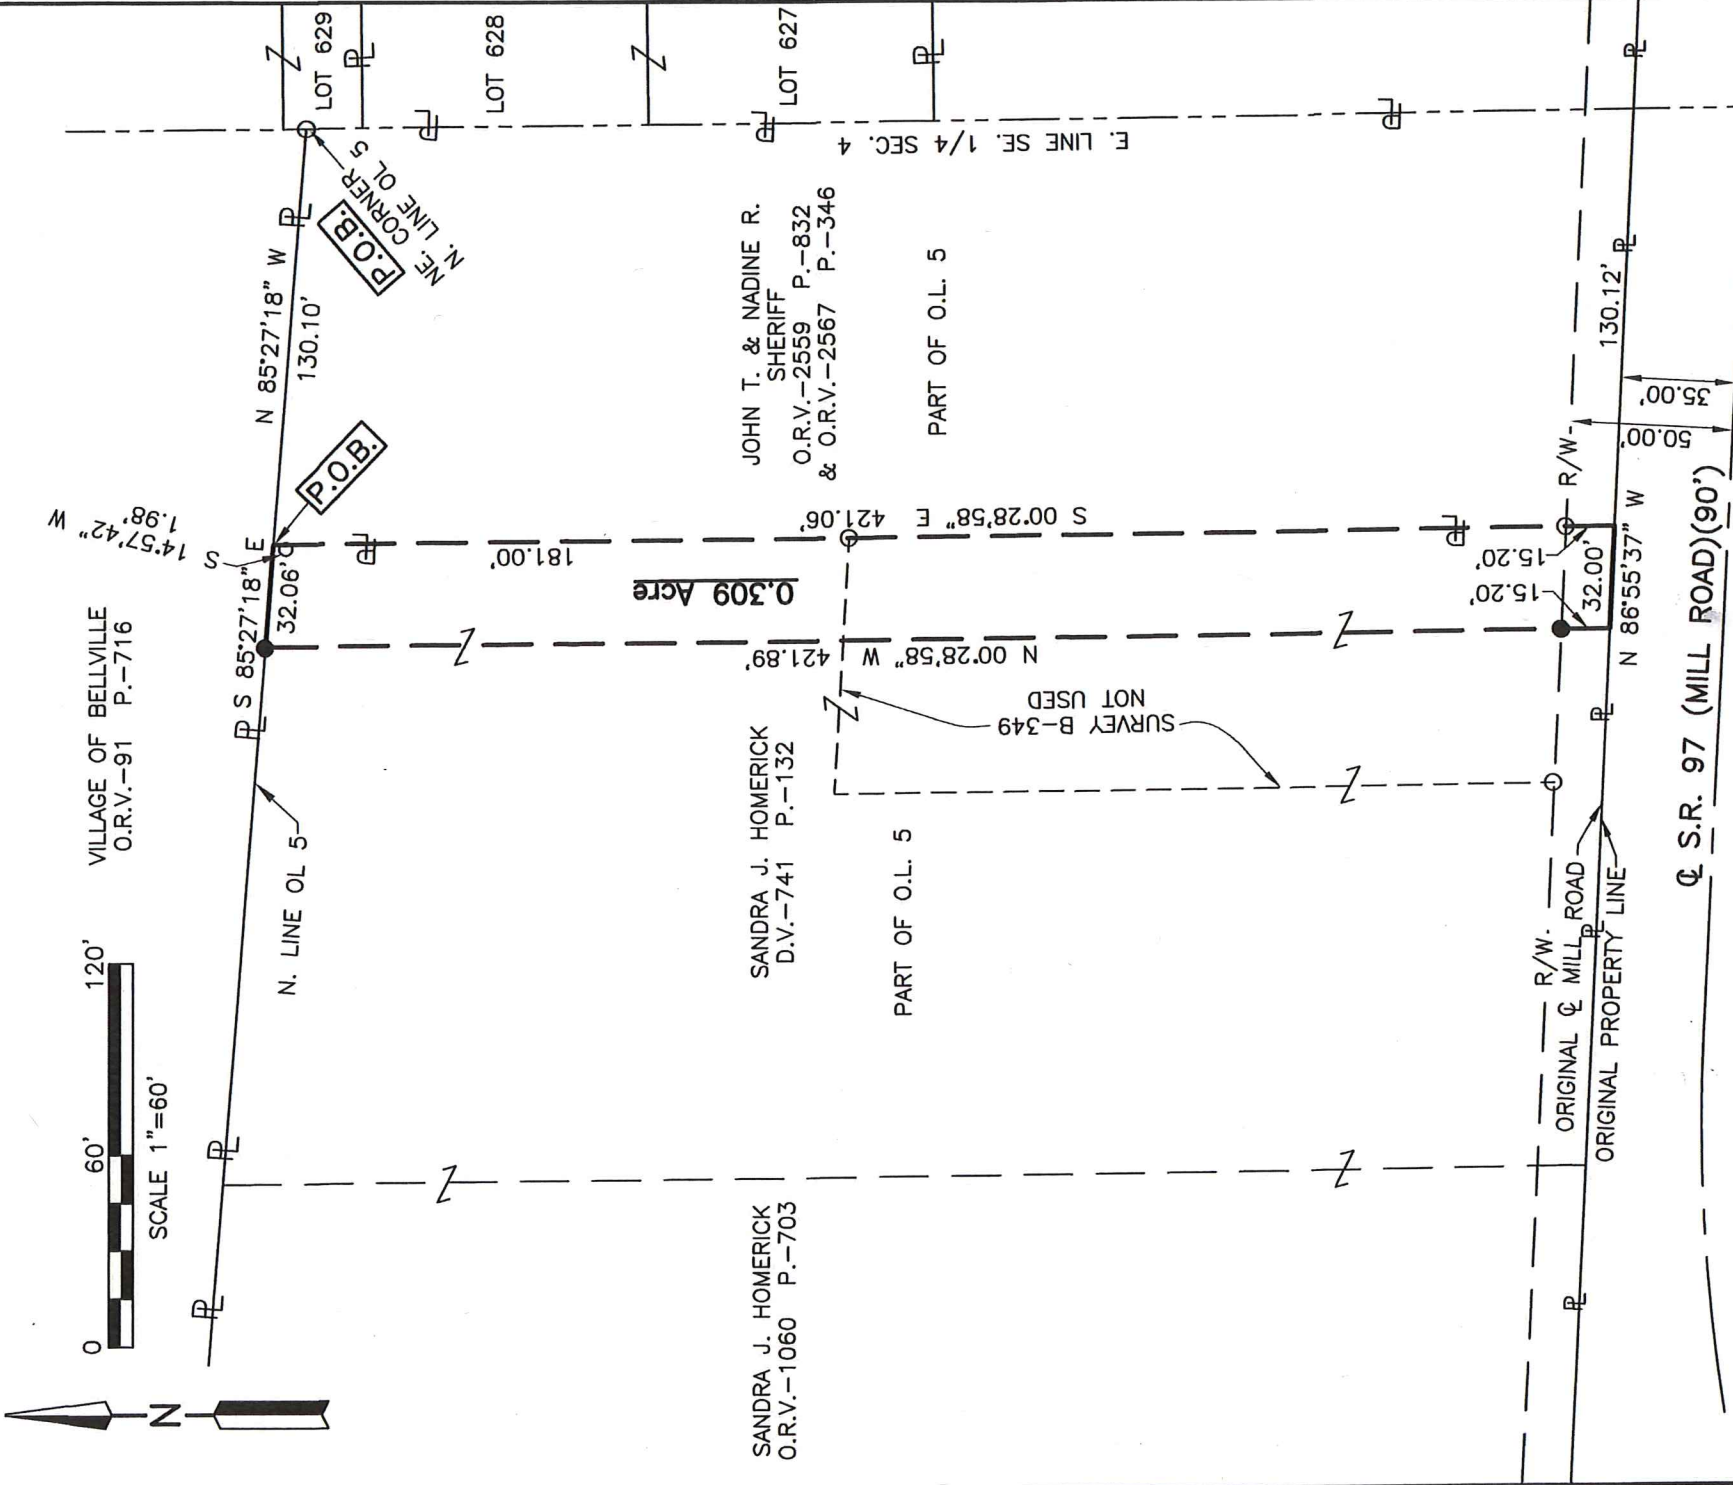 LOT 629
LOT 628
LOT 627
NE. CORNER
N. LINE OL 5
P.O.B.
E. LINE SE. 1/4 SEC. 4
N 85°27'18" W
130.10'
P.O.B.
S 14°57'42" W
1.98'
S 85°27'18" E
32.06'
VILLAGE OF BELLVILLE
O.R.V.-91 P.-716
N. LINE OL 5
0 60' 120'
SCALE 1"=60'
N
JOHN T. & NADINE R.
SHERIFF
O.R.V.-2559 P.-832
& O.R.V.-2567 P.-346
PART OF O.L. 5
181.00'
S 00°28'58" E 421.06'
0.309 Acre
N 00°28'58" W 421.89'
SURVEY B-349
NOT USED
SANDRA J. HOMERICK
D.V.-741 P.-132
PART OF O.L. 5
SANDRA J. HOMERICK
O.R.V.-1060 P.-703
R/W
15.20'
15.20'
32.00'
N 86°55'37" W
130.12'
35.00'
50.00'
R/W
ORIGINAL ℄ MILL ROAD
ORIGINAL PROPERTY LINE
℄ S.R. 97 (MILL ROAD)(90')